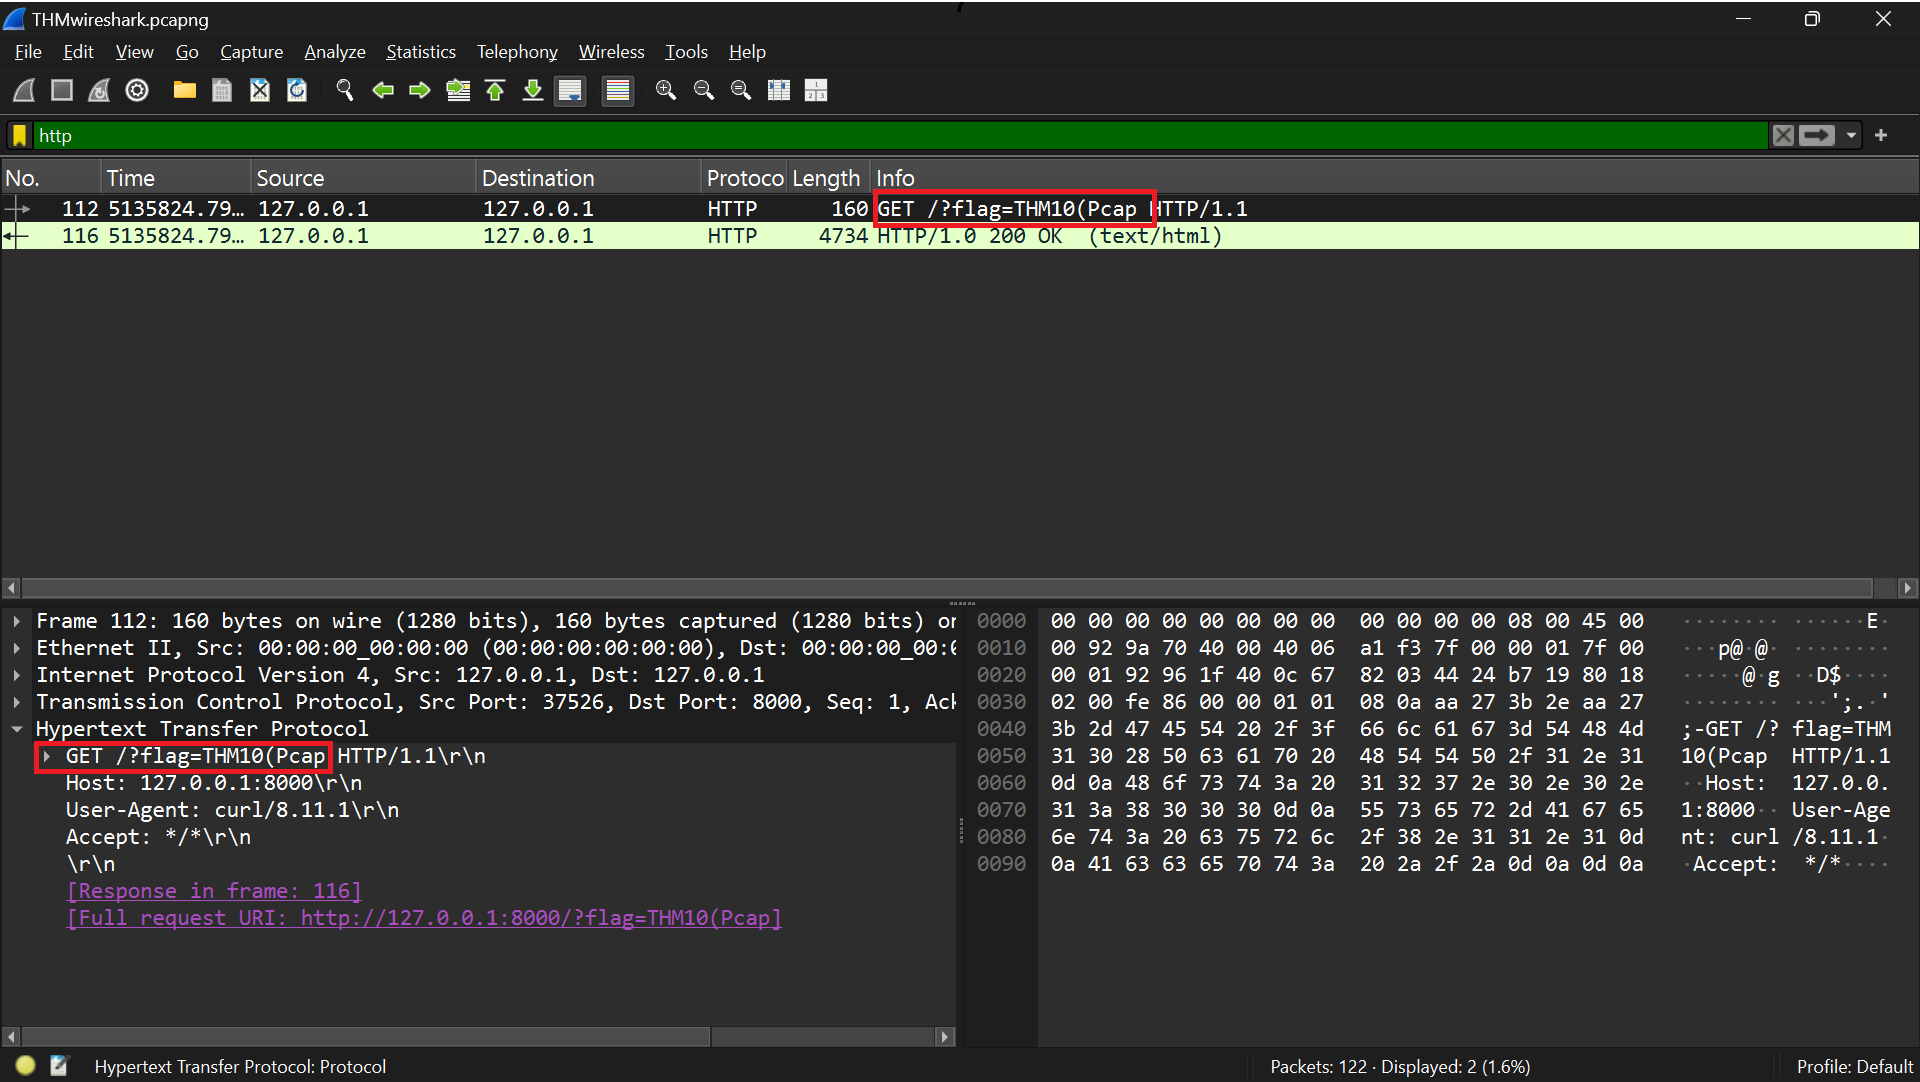 THMwireshark.pcapng
File Edit View Go Capture Analyze Statistics Telephony Wireless Tools Help
http
No. Time Source Destination Protoco Length Info
112 5135824.79… 127.0.0.1 127.0.0.1 HTTP 160 GET /?flag=THM10(Pcap HTTP/1.1
116 5135824.79… 127.0.0.1 127.0.0.1 HTTP 4734 HTTP/1.0 200 OK (text/html)
Frame 112: 160 bytes on wire (1280 bits), 160 bytes captured (1280 bits) or
Ethernet II, Src: 00:00:00_00:00:00 (00:00:00:00:00:00), Dst: 00:00:00_00:0
Internet Protocol Version 4, Src: 127.0.0.1, Dst: 127.0.0.1
Transmission Control Protocol, Src Port: 37526, Dst Port: 8000, Seq: 1, Ack
Hypertext Transfer Protocol
GET /?flag=THM10(Pcap HTTP/1.1\r\n
Host: 127.0.0.1:8000\r\n
User-Agent: curl/8.11.1\r\n
Accept: */*\r\n
\r\n
[Response in frame: 116]
[Full request URI: http://127.0.0.1:8000/?flag=THM10(Pcap]
0000 00 00 00 00 00 00 00 00 00 00 00 00 08 00 45 00 ········ ······E·
0010 00 92 9a 70 40 00 40 06 a1 f3 7f 00 00 01 7f 00 ···p@·@· ········
0020 00 01 92 96 1f 40 0c 67 82 03 44 24 b7 19 80 18 ·····@·g ··D$····
0030 02 00 fe 86 00 00 01 01 08 0a aa 27 3b 2e aa 27 ········ ···';.·'
0040 3b 2d 47 45 54 20 2f 3f 66 6c 61 67 3d 54 48 4d ;-GET /? flag=THM
0050 31 30 28 50 63 61 70 20 48 54 54 50 2f 31 2e 31 10(Pcap HTTP/1.1
0060 0d 0a 48 6f 73 74 3a 20 31 32 37 2e 30 2e 30 2e ··Host: 127.0.0.
0070 31 3a 38 30 30 30 0d 0a 55 73 65 72 2d 41 67 65 1:8000·· User-Age
0080 6e 74 3a 20 63 75 72 6c 2f 38 2e 31 31 2e 31 0d nt: curl /8.11.1·
0090 0a 41 63 63 65 70 74 3a 20 2a 2f 2a 0d 0a 0d 0a ·Accept: */*····
Hypertext Transfer Protocol: Protocol Packets: 122 · Displayed: 2 (1.6%) Profile: Default